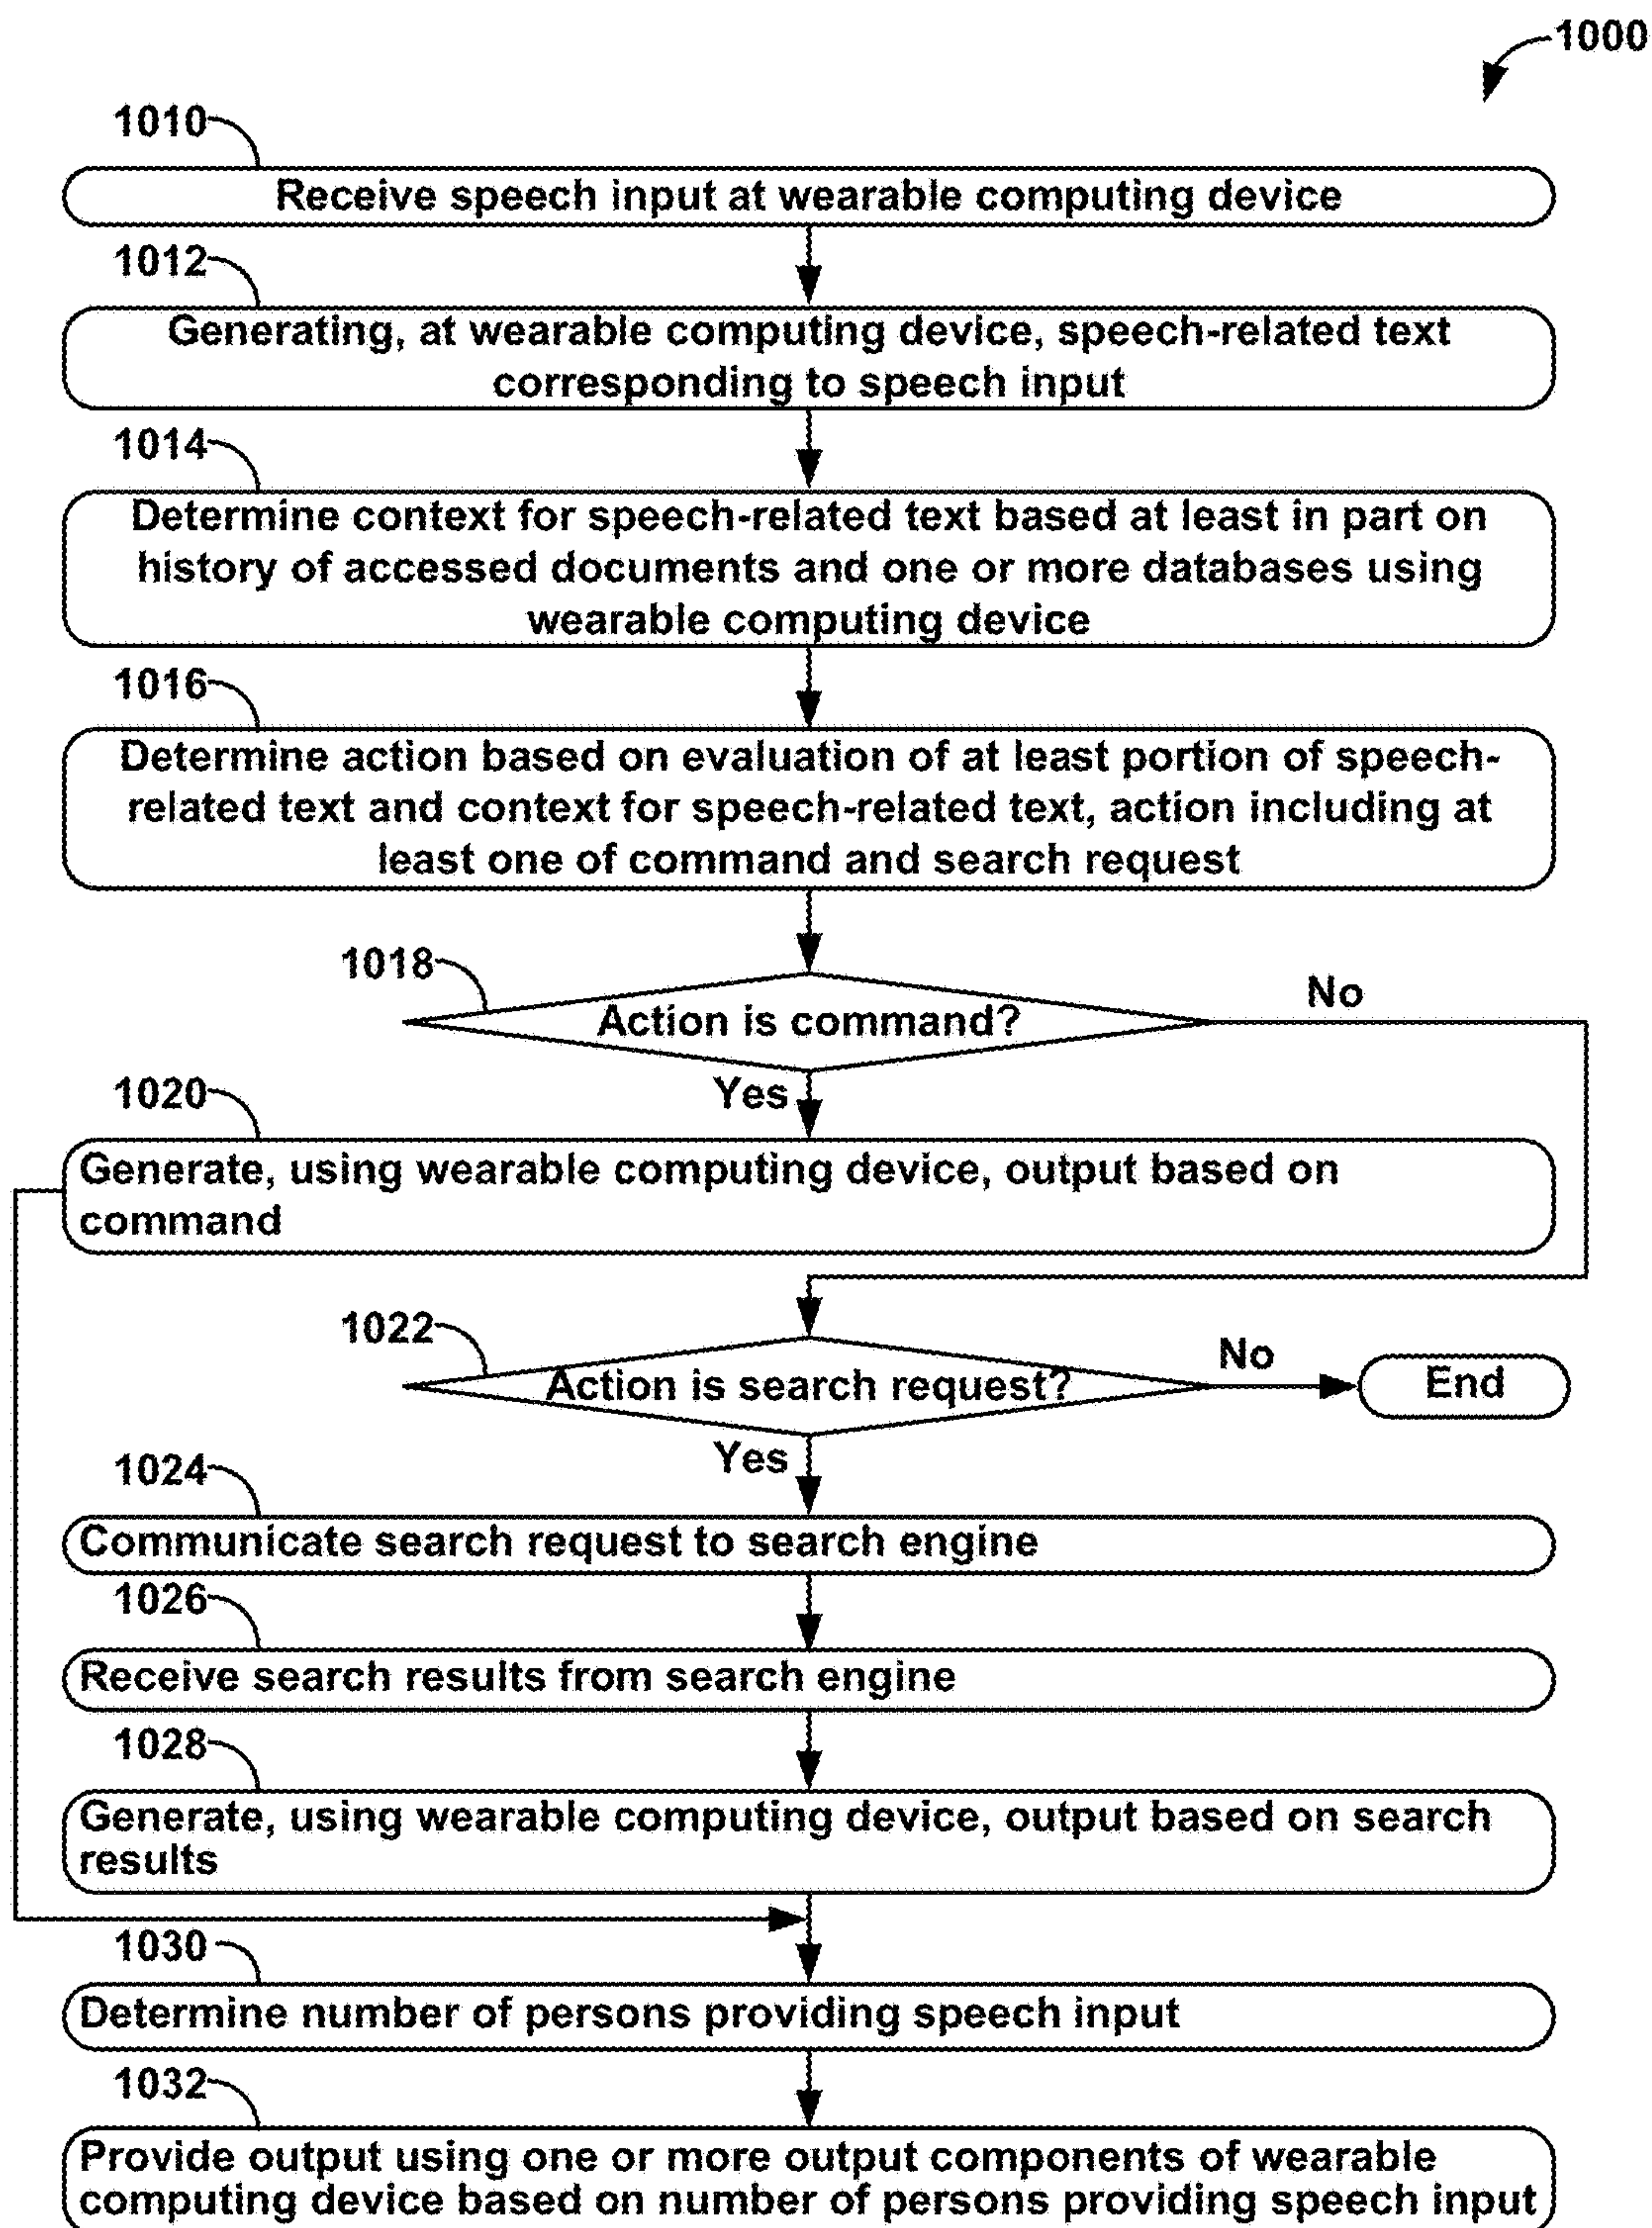 1000
1010
Receive speech input at wearable computing device
1012
Generating, at wearable computing device, speech-related text
corresponding to speech input
1014
Determine context for speech-related text based at least in part on
history of accessed documents and one or more databases using
wearable computing device
1016
Determine action based on evaluation of at least portion of speech-
related text and context for speech-related text, action including at
least one of command and search request
1018
Action is command?
No
Yes
1020
Generate, using wearable computing device, output based on
command
1022
Action is search request?
No
End
Yes
1024
Communicate search request to search engine
1026
Receive search results from search engine
1028
Generate, using wearable computing device, output based on search
results
1030
Determine number of persons providing speech input
1032
Provide output using one or more output components of wearable
computing device based on number of persons providing speech input